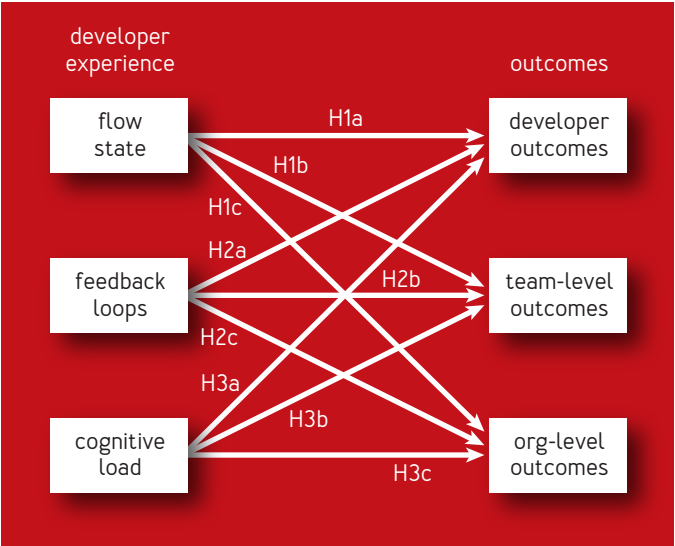 developer
experience
outcomes
flow
state
H1a
developer
outcomes
H1b
H1c
H2a
feedback
loops
H2b
team-level
outcomes
H2c
H3a
H3b
cognitive
load
H3c
org-level
outcomes